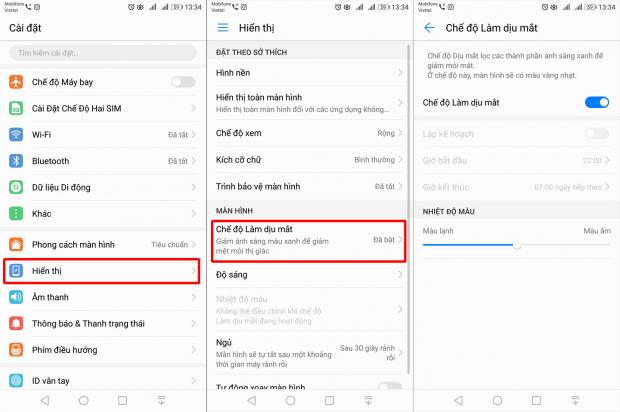 Mobifone
Viettel
39
13:34
Cài đặt
Tìm kiếm cài đặt...
Chế độ Máy bay
Cài Đặt Chế Độ Hai SIM
Wi-Fi
Đã tắt
Bluetooth
Đã tắt
Dữ liệu Di động
Khác
Phong cách màn hình
Tiêu chuẩn
Hiển thị
Âm thanh
Thông báo & Thanh trạng thái
Phím điều hướng
ID vân tay
Mobifone
Viettel
39
13:34
Hiển thị
ĐẶT THEO SỞ THÍCH
Hình nền
Hiển thị toàn màn hình
Hiển thị toàn màn hình đối với các ứng dụng không...
Chế độ xem
Rộng
Kích cỡ chữ
Bình thường
Trình bảo vệ màn hình
Đã tắt
MÀN HÌNH
Chế độ Làm dịu mắt
Giảm ánh sáng màu xanh để giảm
mệt mỏi thị giác
Đã bật
Độ sáng
Nhiệt độ màu
Không thể điều chỉnh khi chế độ
Làm dịu mắt đang hoạt động
Ngủ
Màn hình sẽ tự tắt sau một khoảng
thời gian máy rảnh rỗi.
Sau 30 giây rảnh
rỗi
Tự động xoay màn hình
Mobifone
Viettel
39
13:34
Chế độ Làm dịu mắt
Chế độ Dịu mắt lọc các thành phần ánh sáng xanh để
giảm mỏi mắt.
Ở chế độ này, màn hình sẽ có màu vàng nhạt.
Chế độ Làm dịu mắt
Lập kế hoạch
Giờ bắt đầu
22:00
Giờ kết thúc
07:00 ngày tiếp theo
NHIỆT ĐỘ MÀU
Màu lạnh
Màu ấm